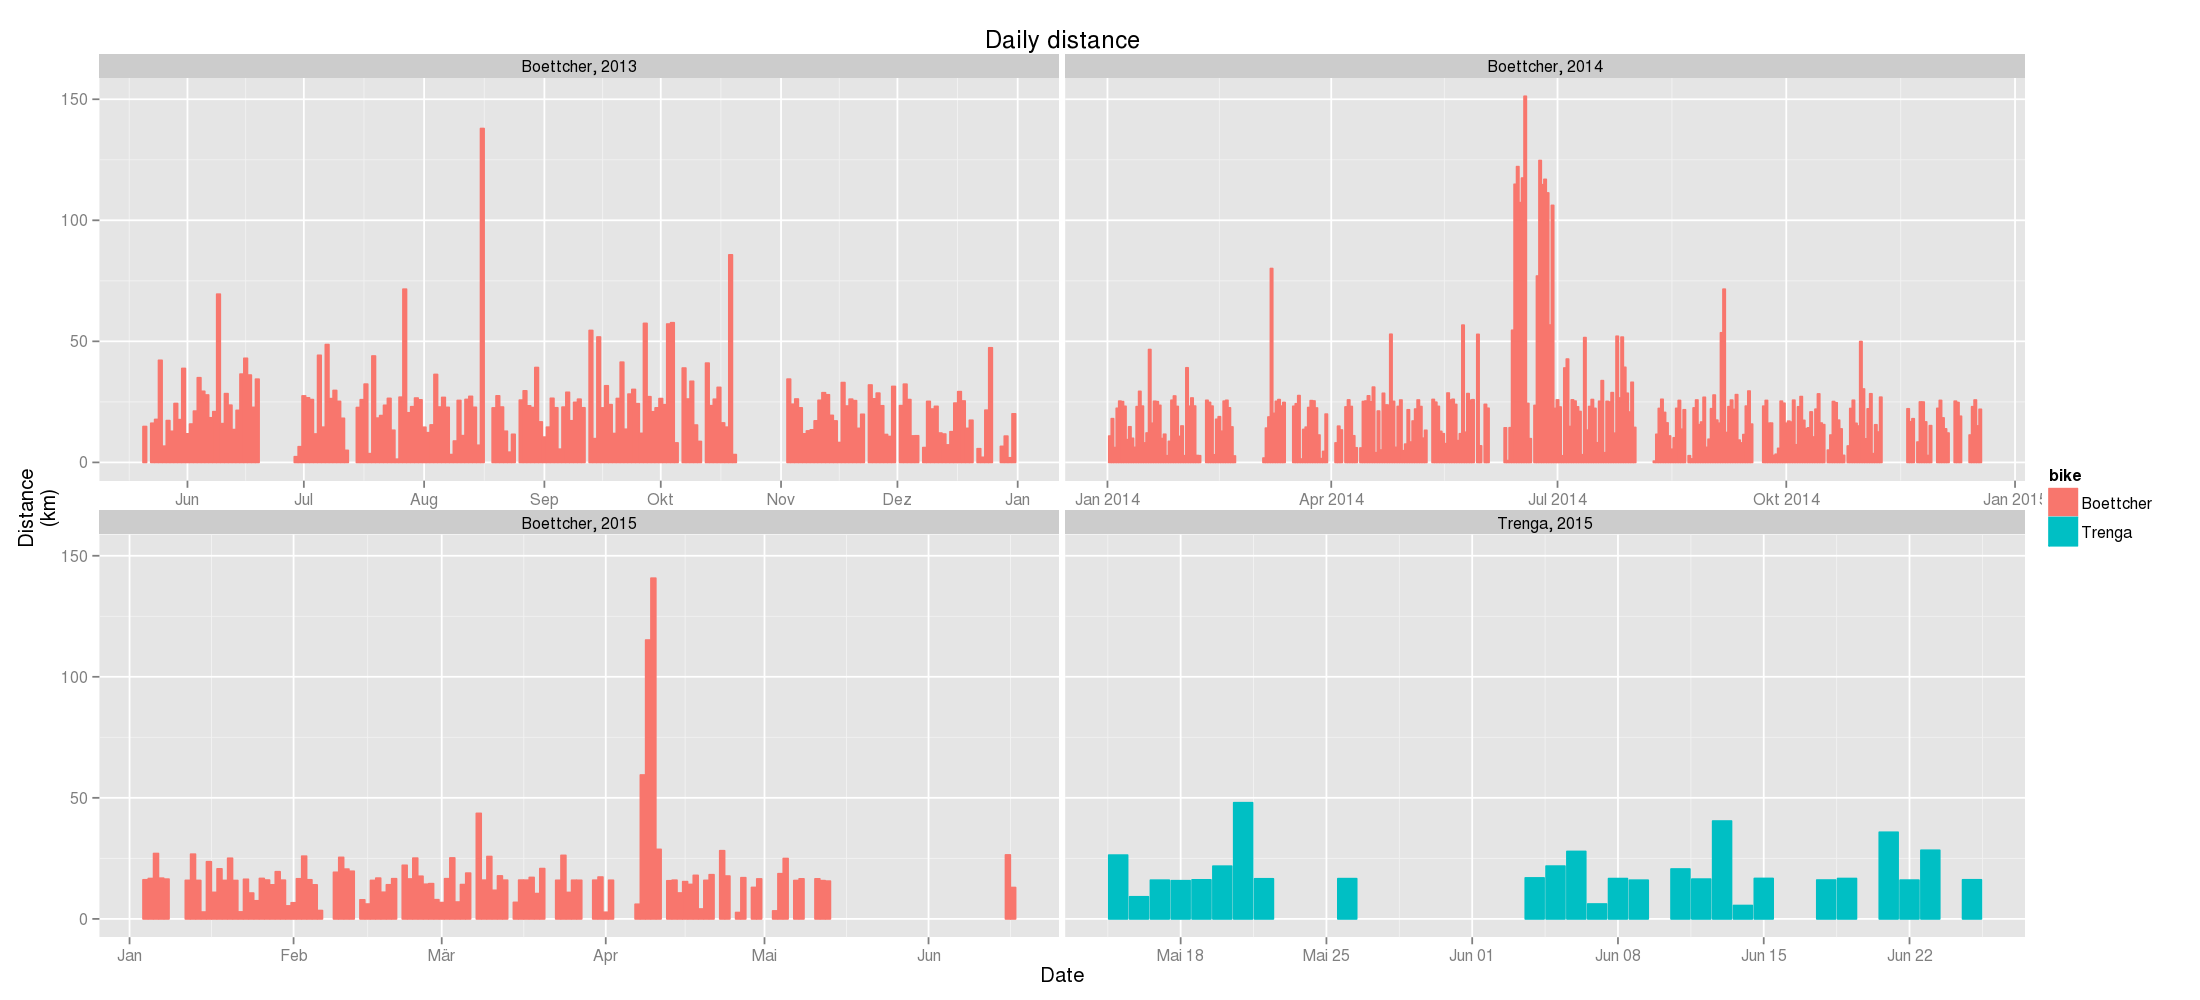 Daily distance
Boettcher, 2013
Boettcher, 2014
150
100
50
0
Jun Jul Aug Sep Okt Nov Dez Jan
Jan 2014 Apr 2014 Jul 2014 Okt 2014 Jan 2015
Boettcher, 2015
Trenga, 2015
150
100
50
0
Jan Feb Mär Apr Mai Jun
Mai 18 Mai 25 Jun 01 Jun 08 Jun 15 Jun 22
Distance
(km)
Date
bike
Boettcher
Trenga